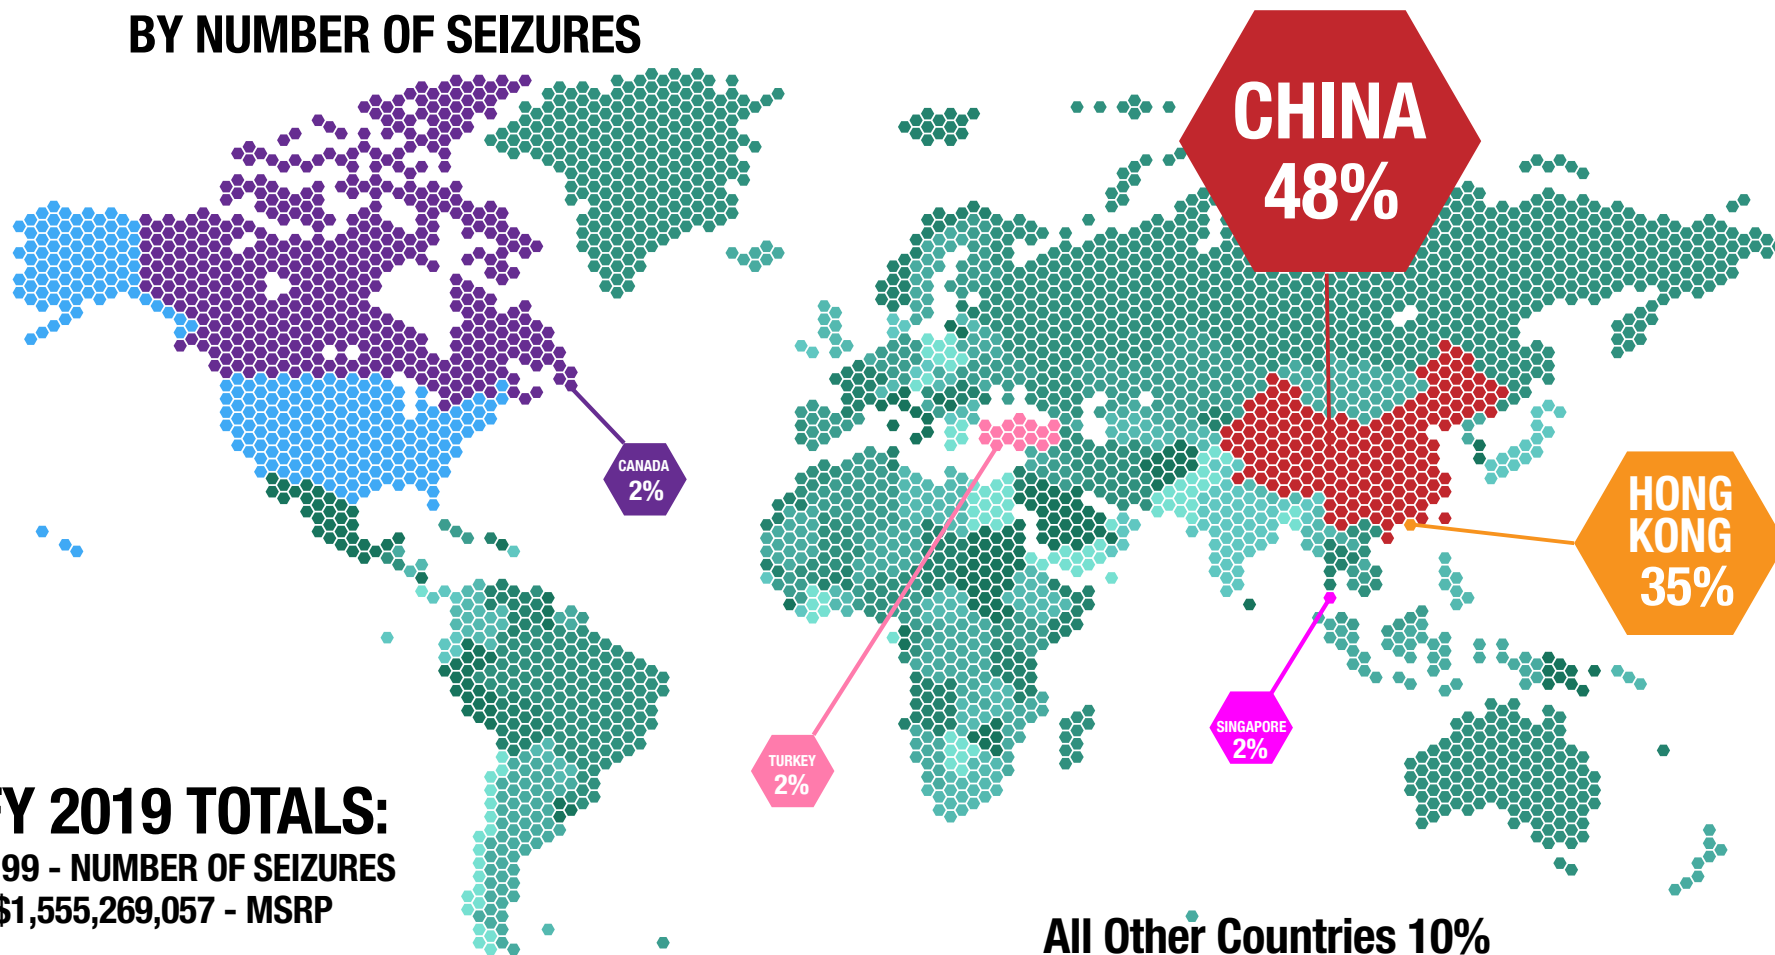 BY NUMBER OF SEIZURES
CHINA
48%
CANADA
2%
HONG
KONG
35%
SINGAPORE
2%
TURKEY
2%
2019 TOTALS:
99 - NUMBER OF SEIZURES
$1,555,269,057 - MSRP
All Other Countries 10%